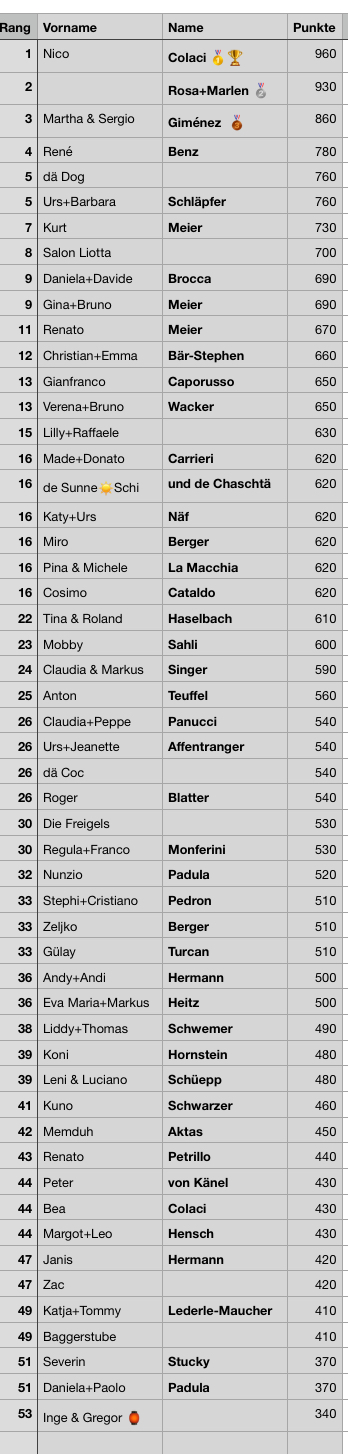 Rang Vorname Name Punkte
1 Nico Colaci 🥇🏆 960
2 Rosa+Marlen 🥈 930
3 Martha & Sergio Giménez 🥉 860
4 René Benz 780
5 dä Dog 760
5 Urs+Barbara Schläpfer 760
7 Kurt Meier 730
8 Salon Liotta 700
9 Daniela+Davide Brocca 690
9 Gina+Bruno Meier 690
11 Renato Meier 670
12 Christian+Emma Bär-Stephen 660
13 Gianfranco Caporusso 650
13 Verena+Bruno Wacker 650
15 Lilly+Raffaele 630
16 Made+Donato Carrieri 620
16 de Sunne☀️Schi und de Chaschtä 620
16 Katy+Urs Näf 620
16 Miro Berger 620
16 Pina & Michele La Macchia 620
16 Cosimo Cataldo 620
22 Tina & Roland Haselbach 610
23 Mobby Sahli 600
24 Claudia & Markus Singer 590
25 Anton Teuffel 560
26 Claudia+Peppe Panucci 540
26 Urs+Jeanette Affentranger 540
26 dä Coc 540
26 Roger Blatter 540
30 Die Freigels 530
30 Regula+Franco Monferini 530
32 Nunzio Padula 520
33 Stephi+Cristiano Pedron 510
33 Zeljko Berger 510
33 Gülay Turcan 510
36 Andy+Andi Hermann 500
36 Eva Maria+Markus Heitz 500
38 Liddy+Thomas Schwemer 490
39 Koni Hornstein 480
39 Leni & Luciano Schüepp 480
41 Kuno Schwarzer 460
42 Memduh Aktas 450
43 Renato Petrillo 440
44 Peter von Känel 430
44 Bea Colaci 430
44 Margot+Leo Hensch 430
47 Janis Hermann 420
47 Zac 420
49 Katja+Tommy Lederle-Maucher 410
49 Baggerstube 410
51 Severin Stucky 370
51 Daniela+Paolo Padula 370
53 Inge & Gregor 🏮 340